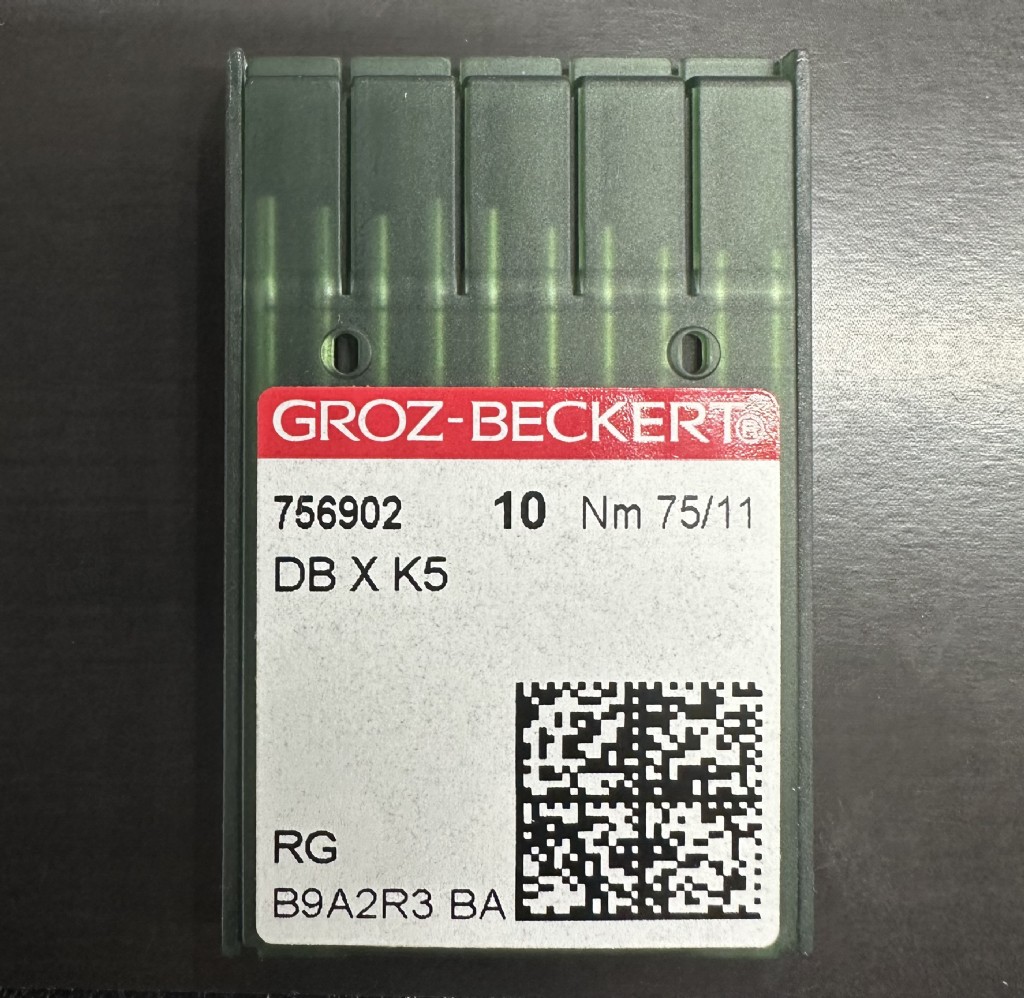 GROZ-BECKERT®
756902 10 Nm 75/11
DB X K5
RG
B9A2R3 BA